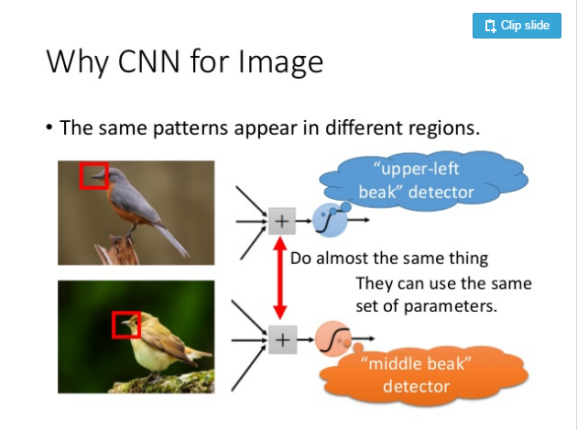 Clip slide
Why CNN for Image
• The same patterns appear in different regions.
“upper-left
beak” detector
+
Do almost the same thing
They can use the same
set of parameters.
+
“middle beak”
detector